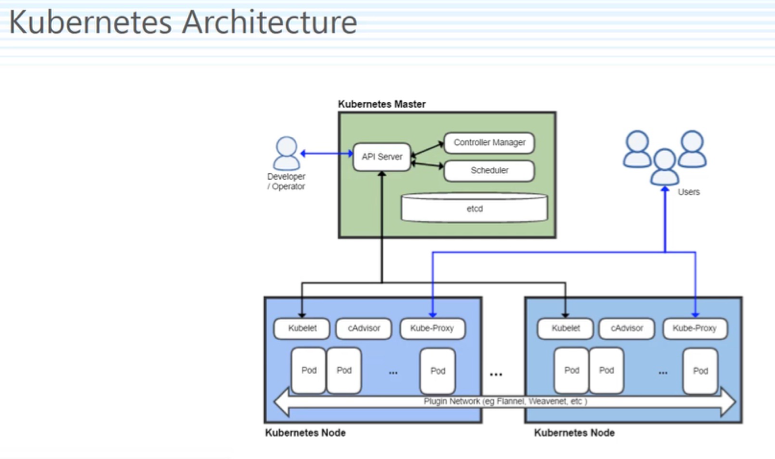 Kubernetes Architecture
Kubernetes Master
API Server
Controller Manager
Scheduler
etcd
Developer
/ Operator
Users
Kubelet
cAdvisor
Kube-Proxy
Pod
Pod
...
Pod
Kubernetes Node
...
Kubelet
cAdvisor
Kube-Proxy
Pod
Pod
...
Pod
Plugin Network (eg Flannel, Weavenet, etc )
Kubernetes Node